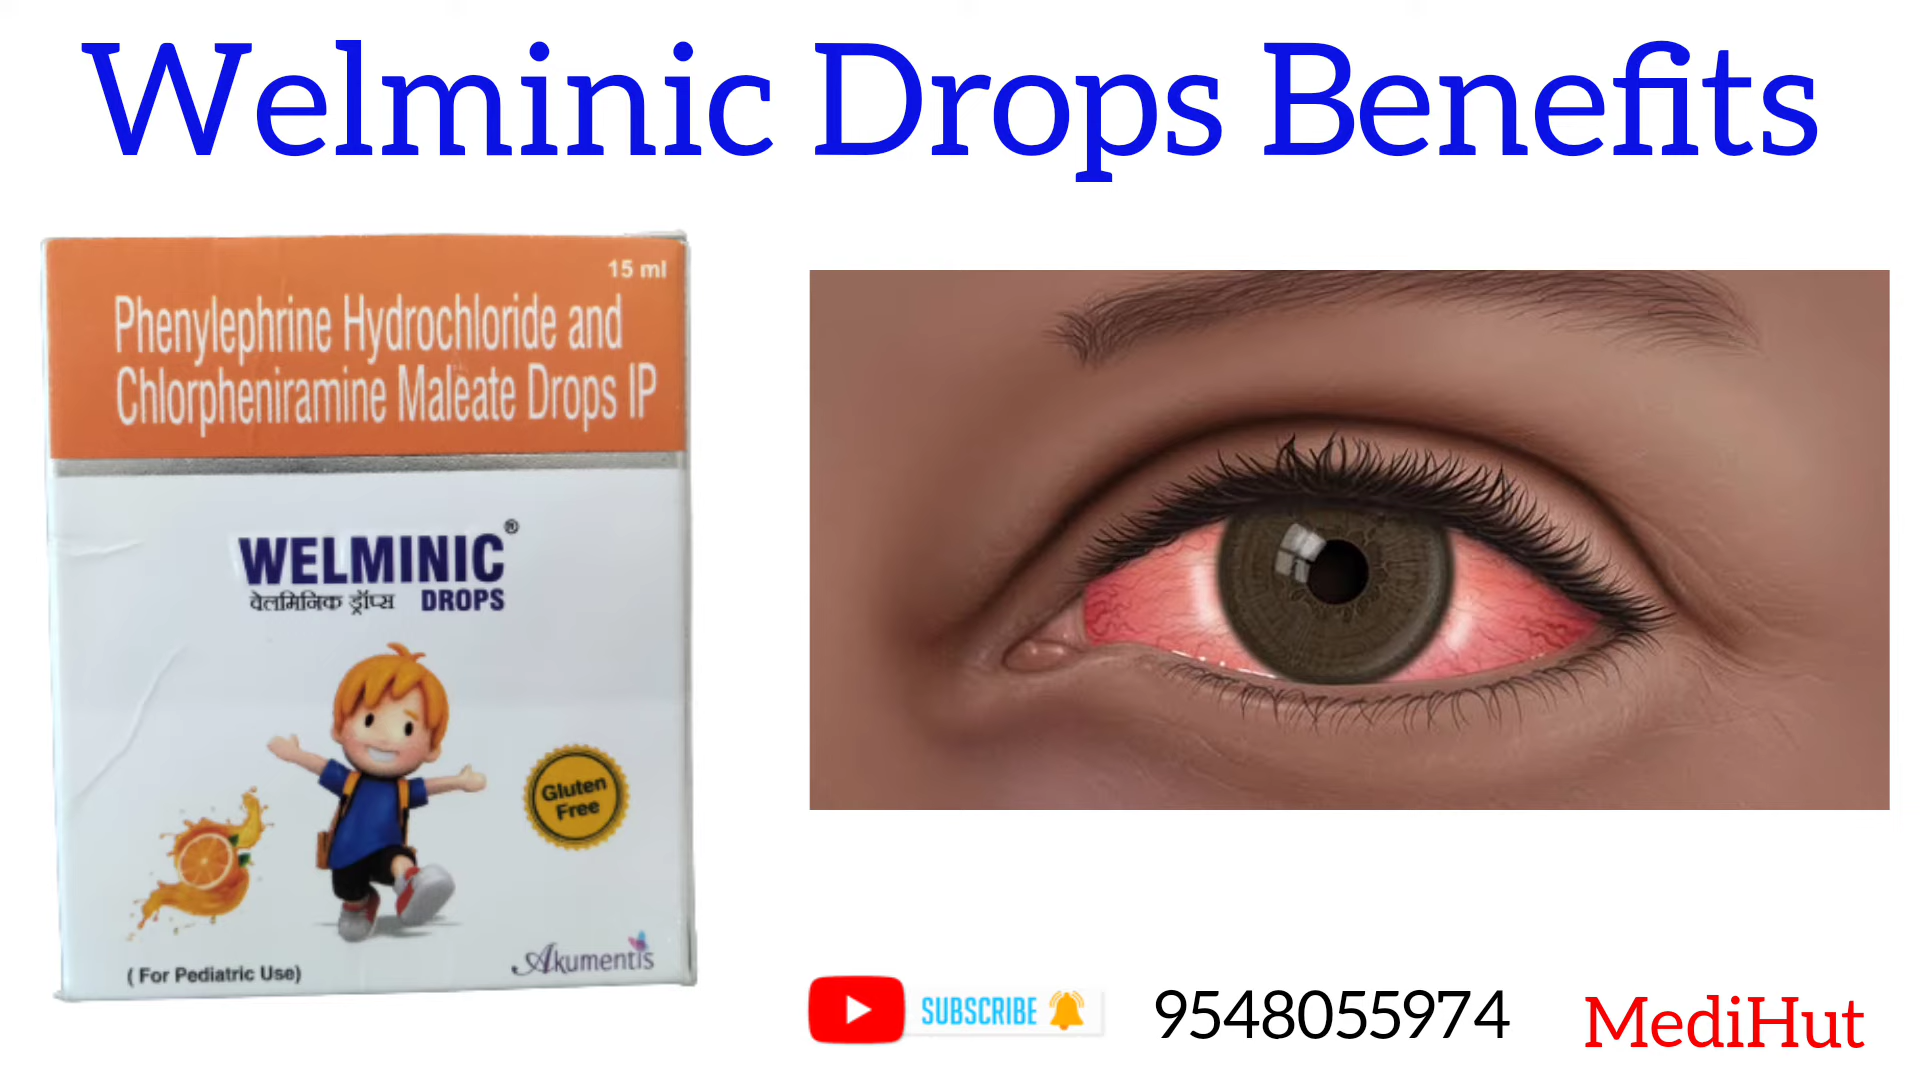 Welminic Drops Benefits
15 ml
Phenylephrine Hydrochloride and
Chlorpheniramine Maleate Drops IP
WELMINIC®
वेलमिनिक ड्रॉप्स DROPS
Gluten
Free
( For Pediatric Use)
Akumentis
SUBSCRIBE
9548055974
MediHut